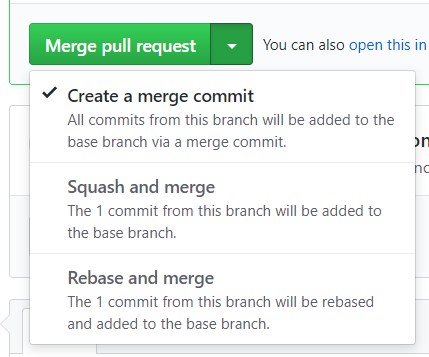 Merge pull request
You can also open this in
Create a merge commit
All commits from this branch will be added to the
base branch via a merge commit.
Squash and merge
The 1 commit from this branch will be added to
the base branch.
Rebase and merge
The 1 commit from this branch will be rebased
and added to the base branch.